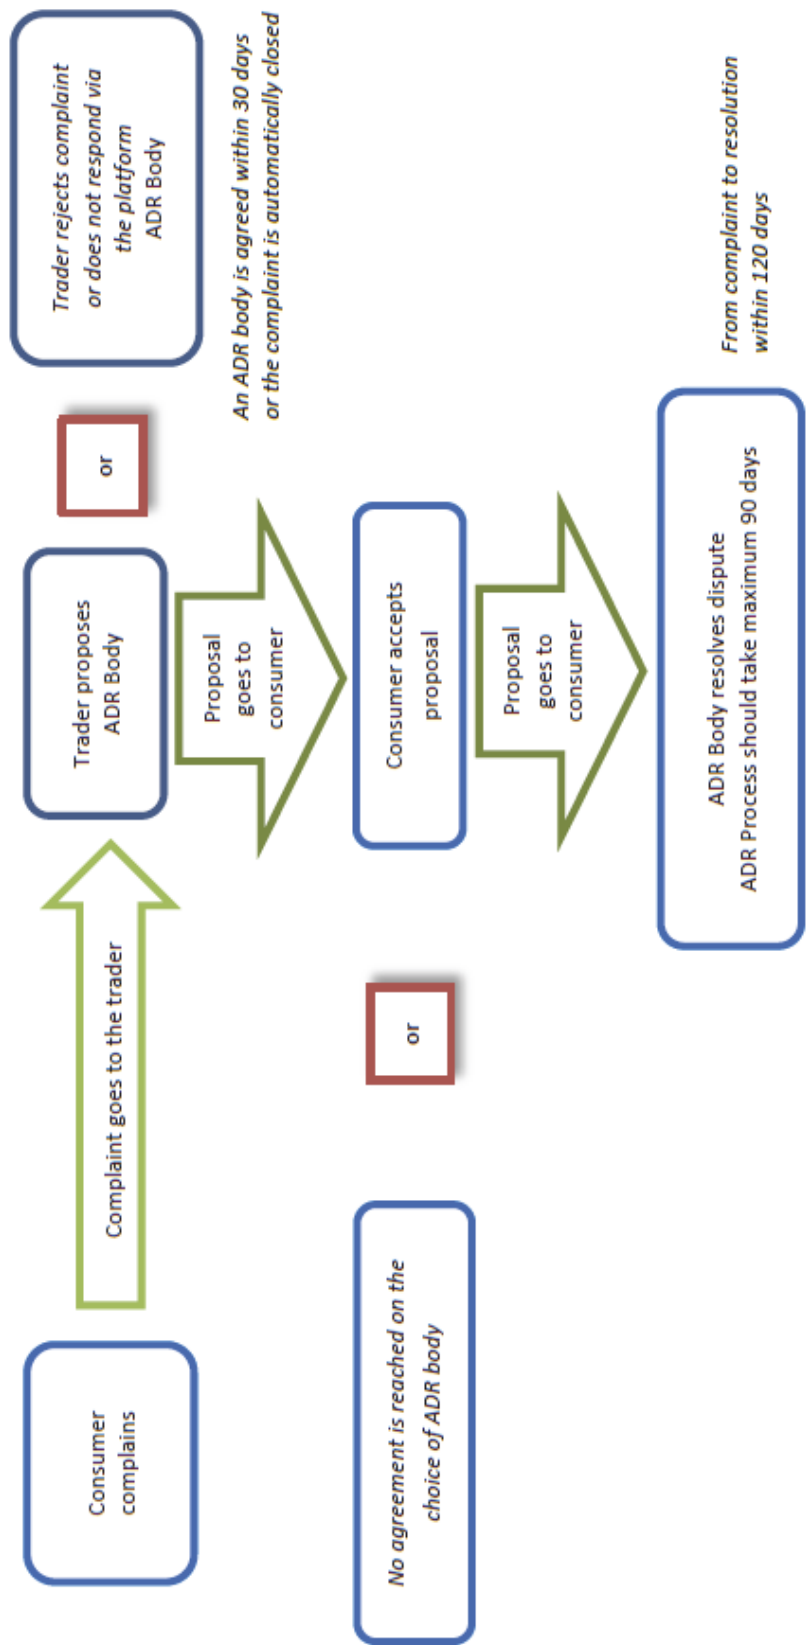 Consumer
complains
Complaint goes to the trader
Trader proposes
ADR Body
or
Trader rejects complaint
or does not respond via
the platform
ADR Body
Proposal
goes to
consumer
An ADR body is agreed within 30 days
or the complaint is automatically closed
No agreement is reached on the
choice of ADR body
or
Consumer accepts
proposal
Proposal
goes to
consumer
ADR Body resolves dispute
ADR Process should take maximum 90 days
From complaint to resolution
within 120 days